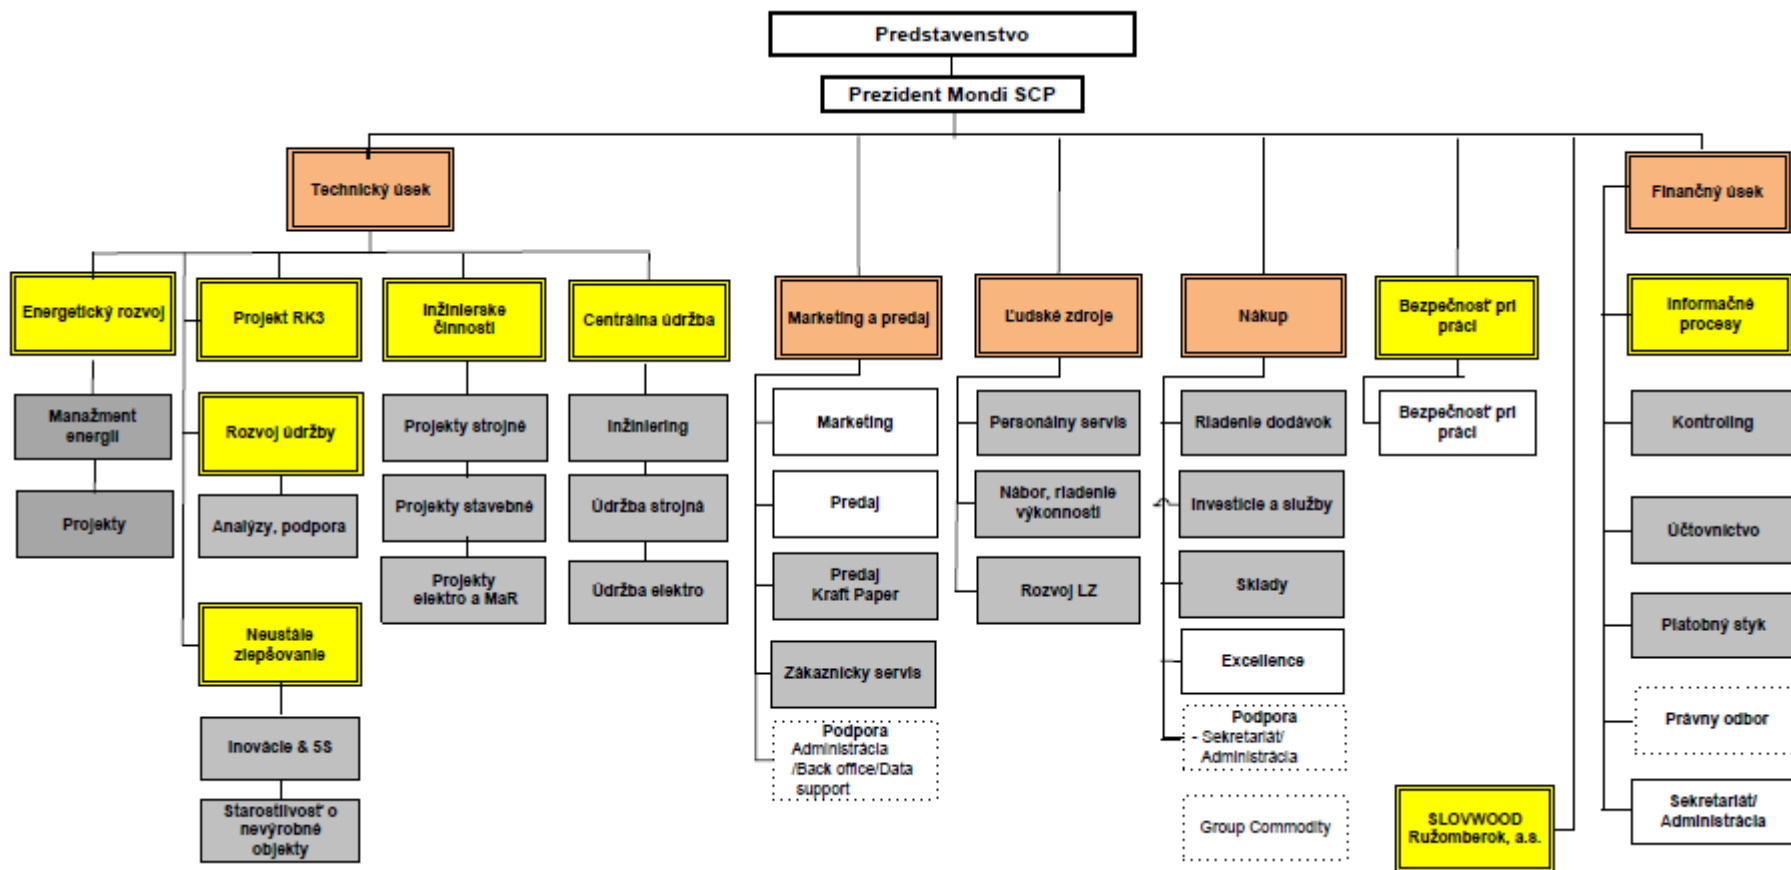 Predstavenstvo
Prezident Mondi SCP
Technický úsek
Finančný úsek
Energetický rozvoj
Projekt RK3
Inžinierske
činnosti
Centrálna údržba
Marketing a predaj
Ľudské zdroje
Nákup
Bezpečnosť pri
práci
Informačné
procesy
Manažment
energií
Projekty
Rozvoj údržby
Analýzy, podpora
Neustále
zlepšovanie
Inovácie & 5S
Starostlivosť o
nevýrobné
objekty
Projekty strojné
Projekty stavebné
Projekty
elektro a MaR
Inžiniering
Údržba strojná
Údržba elektro
Marketing
Predaj
Predaj
Kraft Paper
Zákaznícky servis
Podpora
Administrácia
/Back office/Data
support
Personálny servis
Nábor, riadenie
výkonnosti
Rozvoj LZ
Riadenie dodávok
Investície a služby
Sklady
Excellence
Podpora
- Sekretariát/
Administrácia
Group Commodity
Bezpečnosť pri
práci
SLOVWOOD
Ružomberok, a.s.
Kontroling
Účtovníctvo
Platobný styk
Právny odbor
Sekretariát/
Administrácia